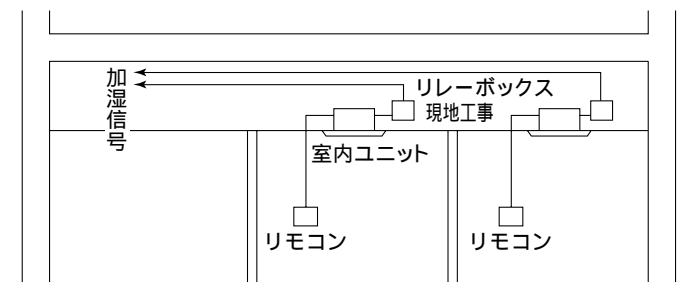 加湿信号
リレーボックス
現地工事
室内ユニット
リモコン
リモコン